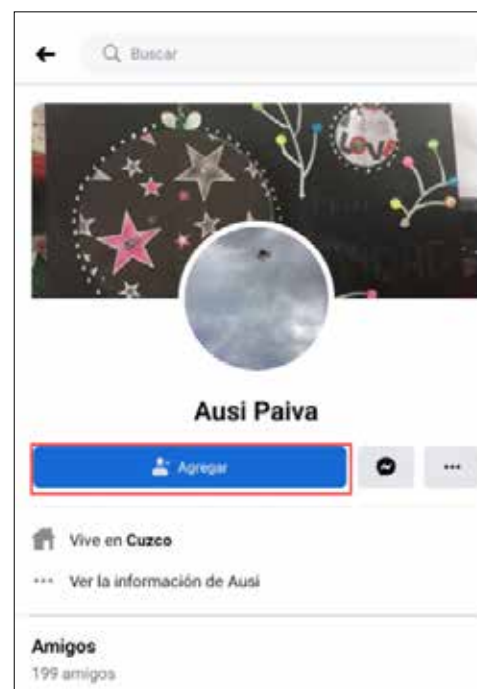 Buscar
LOVE
Ausi Paiva
Agregar
Vive en Cuzco
Ver la información de Ausi
Amigos
199 amigos